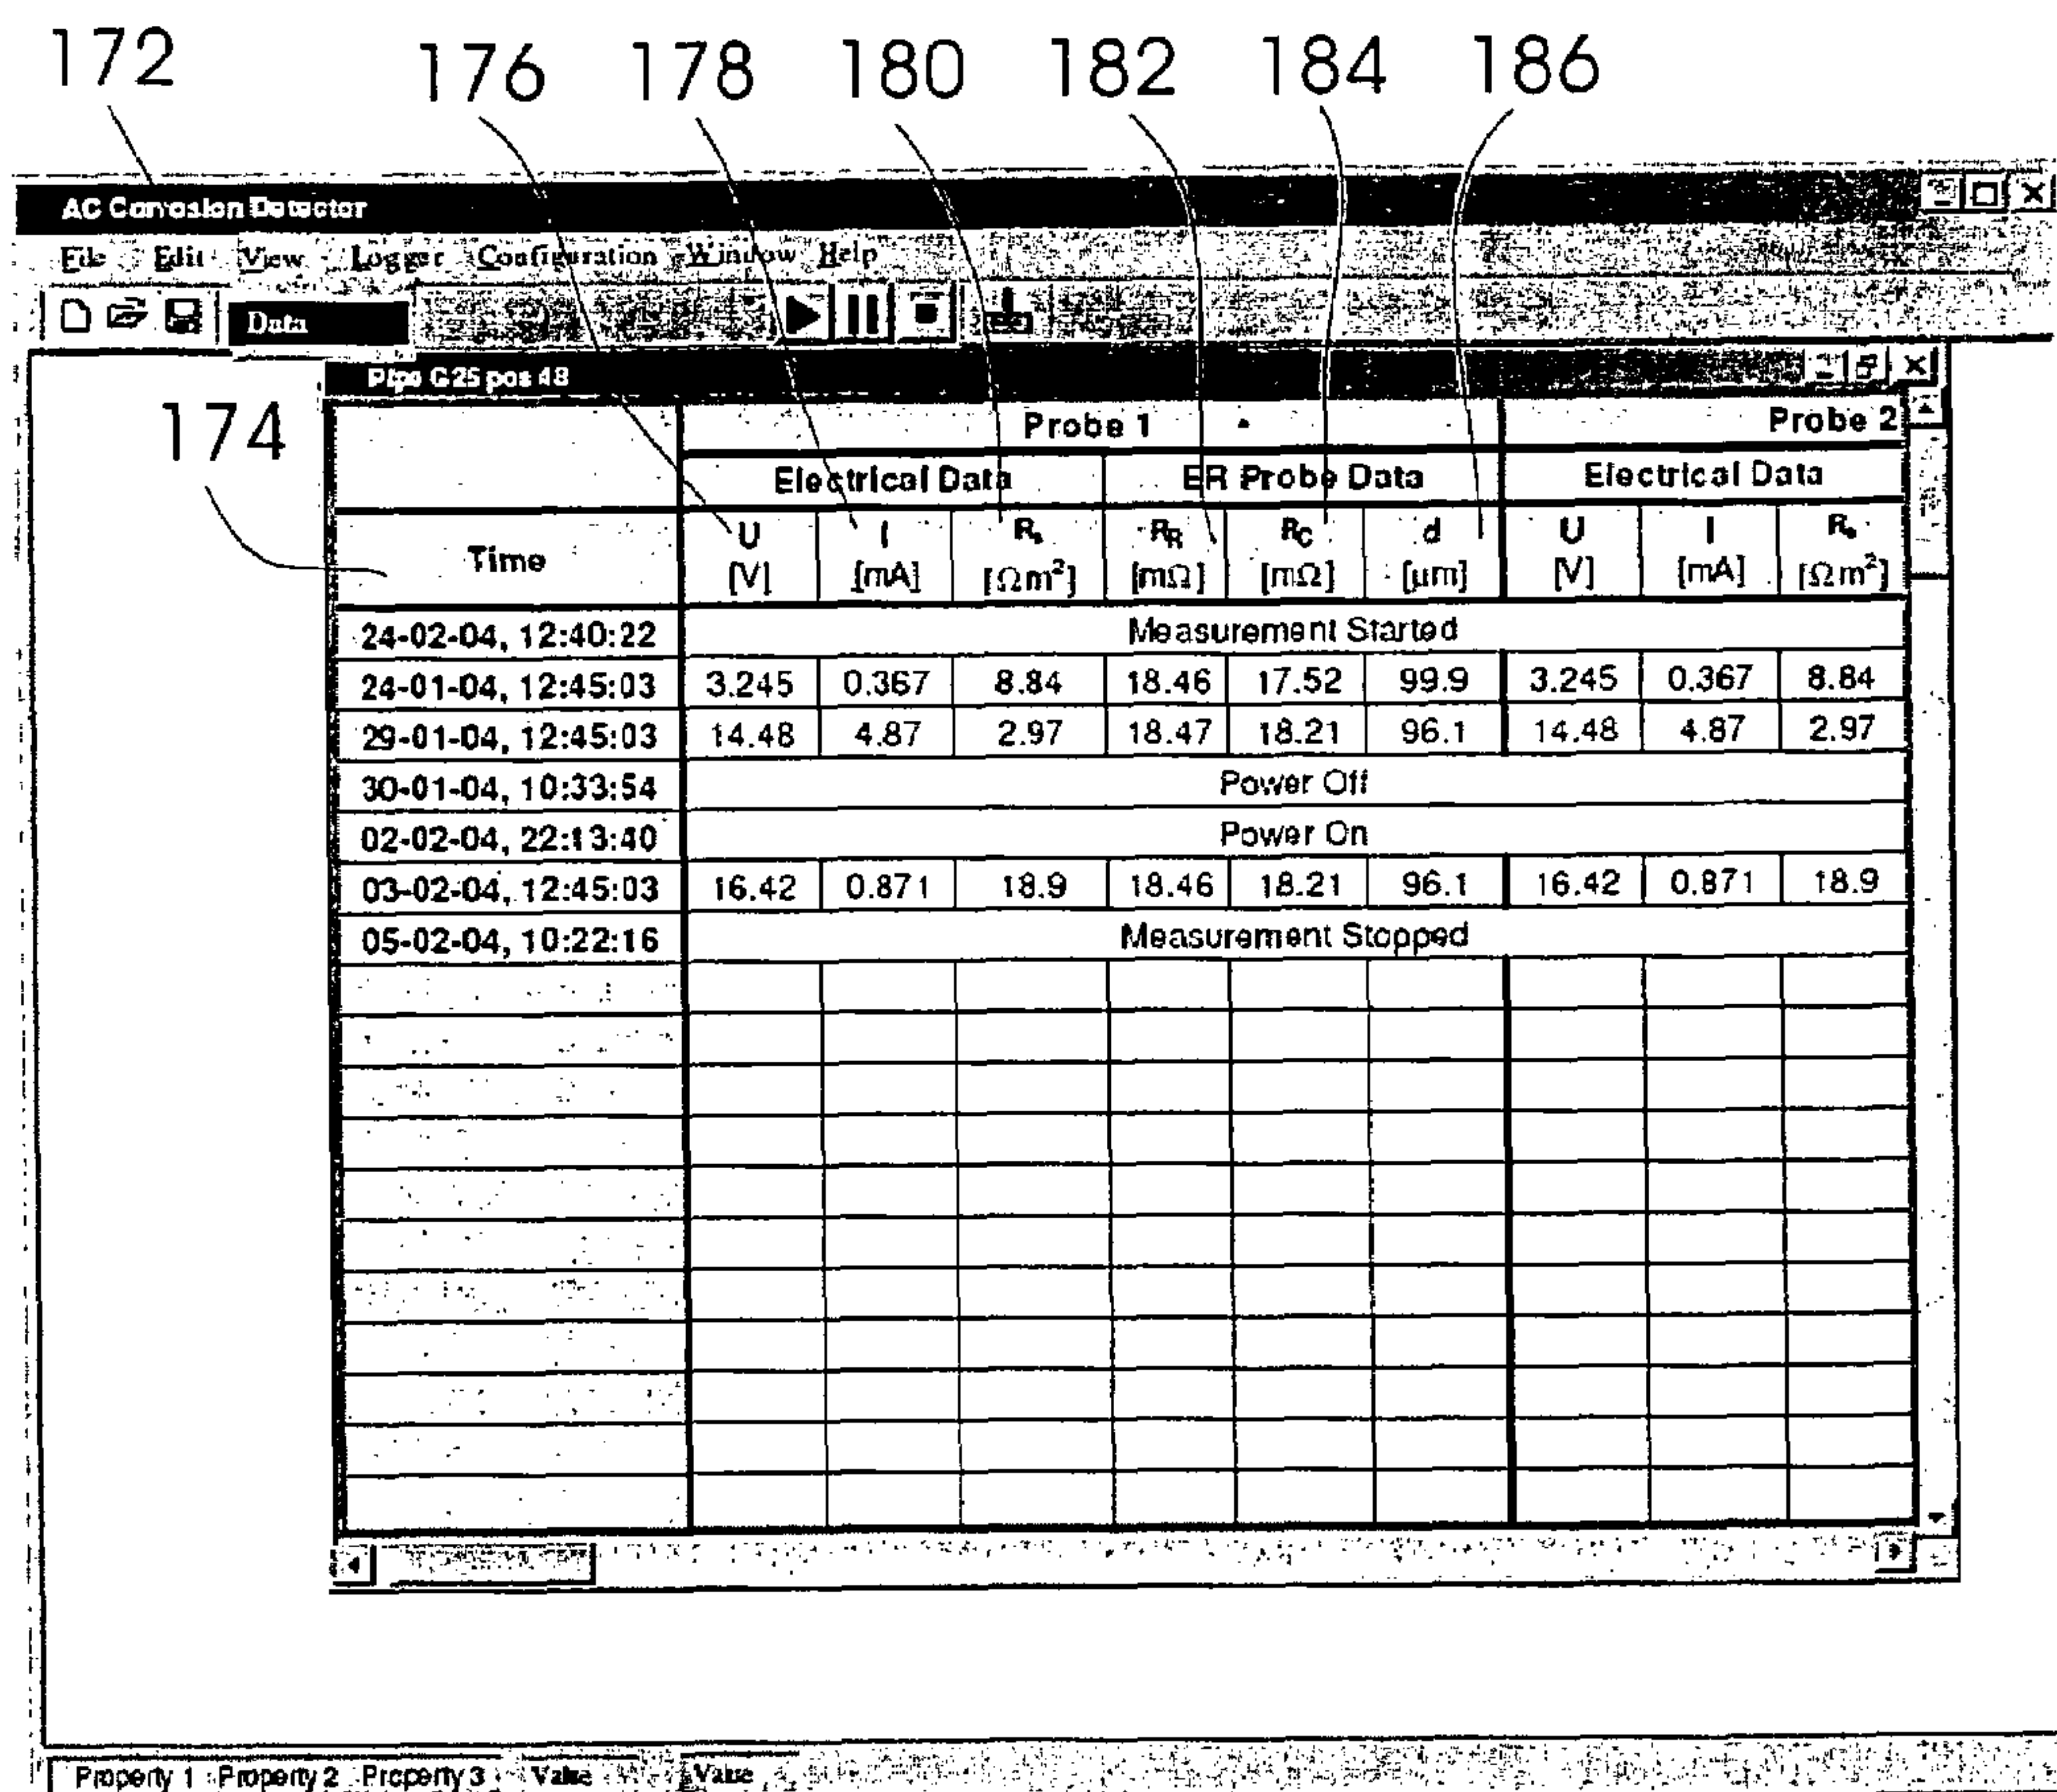 172 176 178 180 182 184 186
AC Corrosion Detector
File Edit View Logger Configuration Window Help
Data
Pipe G25 pos 48
174
Probe 1 Probe 2
Electrical Data ER Probe Data Electrical Data
Time U I Rs RR RC d U I Rs
[V] [mA] [Ωm²] [mΩ] [mΩ] [µm] [V] [mA] [Ωm²]
24-02-04, 12:40:22 Measurement Started
24-01-04, 12:45:03 3.245 0.367 8.84 18.46 17.52 99.9 3.245 0.367 8.84
29-01-04, 12:45:03 14.48 4.87 2.97 18.47 18.21 96.1 14.48 4.87 2.97
30-01-04, 10:33:54 Power Off
02-02-04, 22:13:40 Power On
03-02-04, 12:45:03 16.42 0.871 18.9 18.46 18.21 96.1 16.42 0.871 18.9
05-02-04, 10:22:16 Measurement Stopped
Property 1 Property 2 Property 3 Value Value